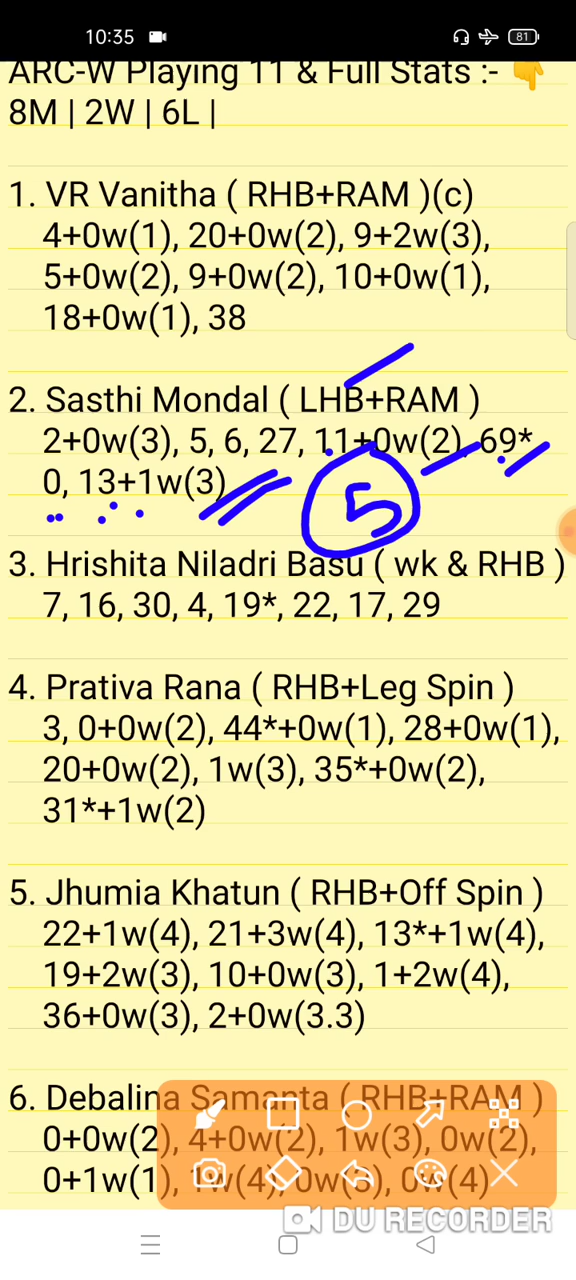 10:35
81
ARC-W Playing 11 & Full Stats :- 👇
8M | 2W | 6L |
1. VR Vanitha ( RHB+RAM )(c)
4+0w(1), 20+0w(2), 9+2w(3),
5+0w(2), 9+0w(2), 10+0w(1),
18+0w(1), 38
2. Sasthi Mondal ( LHB+RAM )
2+0w(3), 5, 6, 27, 11+0w(2), 69*
0, 13+1w(3)
5
3. Hrishita Niladri Basu ( wk & RHB )
7, 16, 30, 4, 19*, 22, 17, 29
4. Prativa Rana ( RHB+Leg Spin )
3, 0+0w(2), 44*+0w(1), 28+0w(1),
20+0w(2), 1w(3), 35*+0w(2),
31*+1w(2)
5. Jhumia Khatun ( RHB+Off Spin )
22+1w(4), 21+3w(4), 13*+1w(4),
19+2w(3), 10+0w(3), 1+2w(4),
36+0w(3), 2+0w(3.3)
6. Debalina Samanta ( RHB+RAM )
0+0w(2), 4+0w(2), 1w(3), 0w(2),
0+1w(1), 1w(4), 0w(3), 0w(4)
DU RECORDER